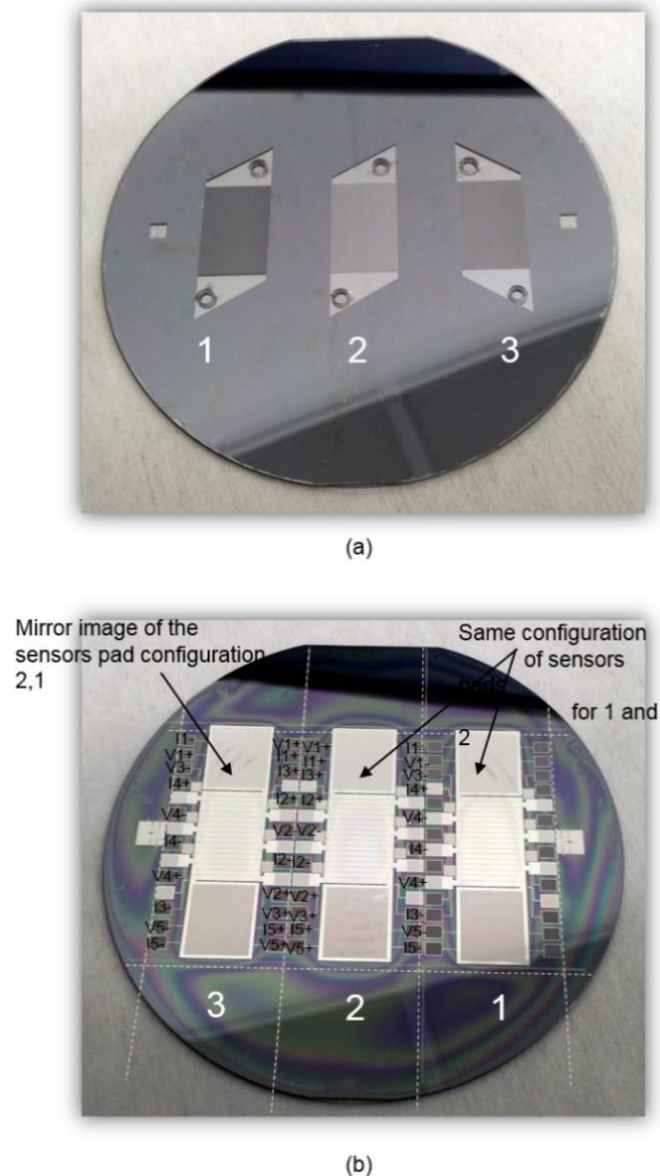 1 2 3
(a)
Mirror image of the
sensors pad configuration
2,1
Same configuration
of sensors
pads
for 1 and
2
I1- V1+ V1+ I1-
V1+ I1+ I1+ V1-
V3- I3+ I3+ V3-
I4+ I2+ I2+ I4+
V4- V2- V2- V4-
I4- I2- I2- I4-
V4+ V2+ V2+ V4+
I3- V3+ V3+ I3-
V5- I5+ I5+ V5-
I5- V5+ V5+ I5-
3 2 1
(b)